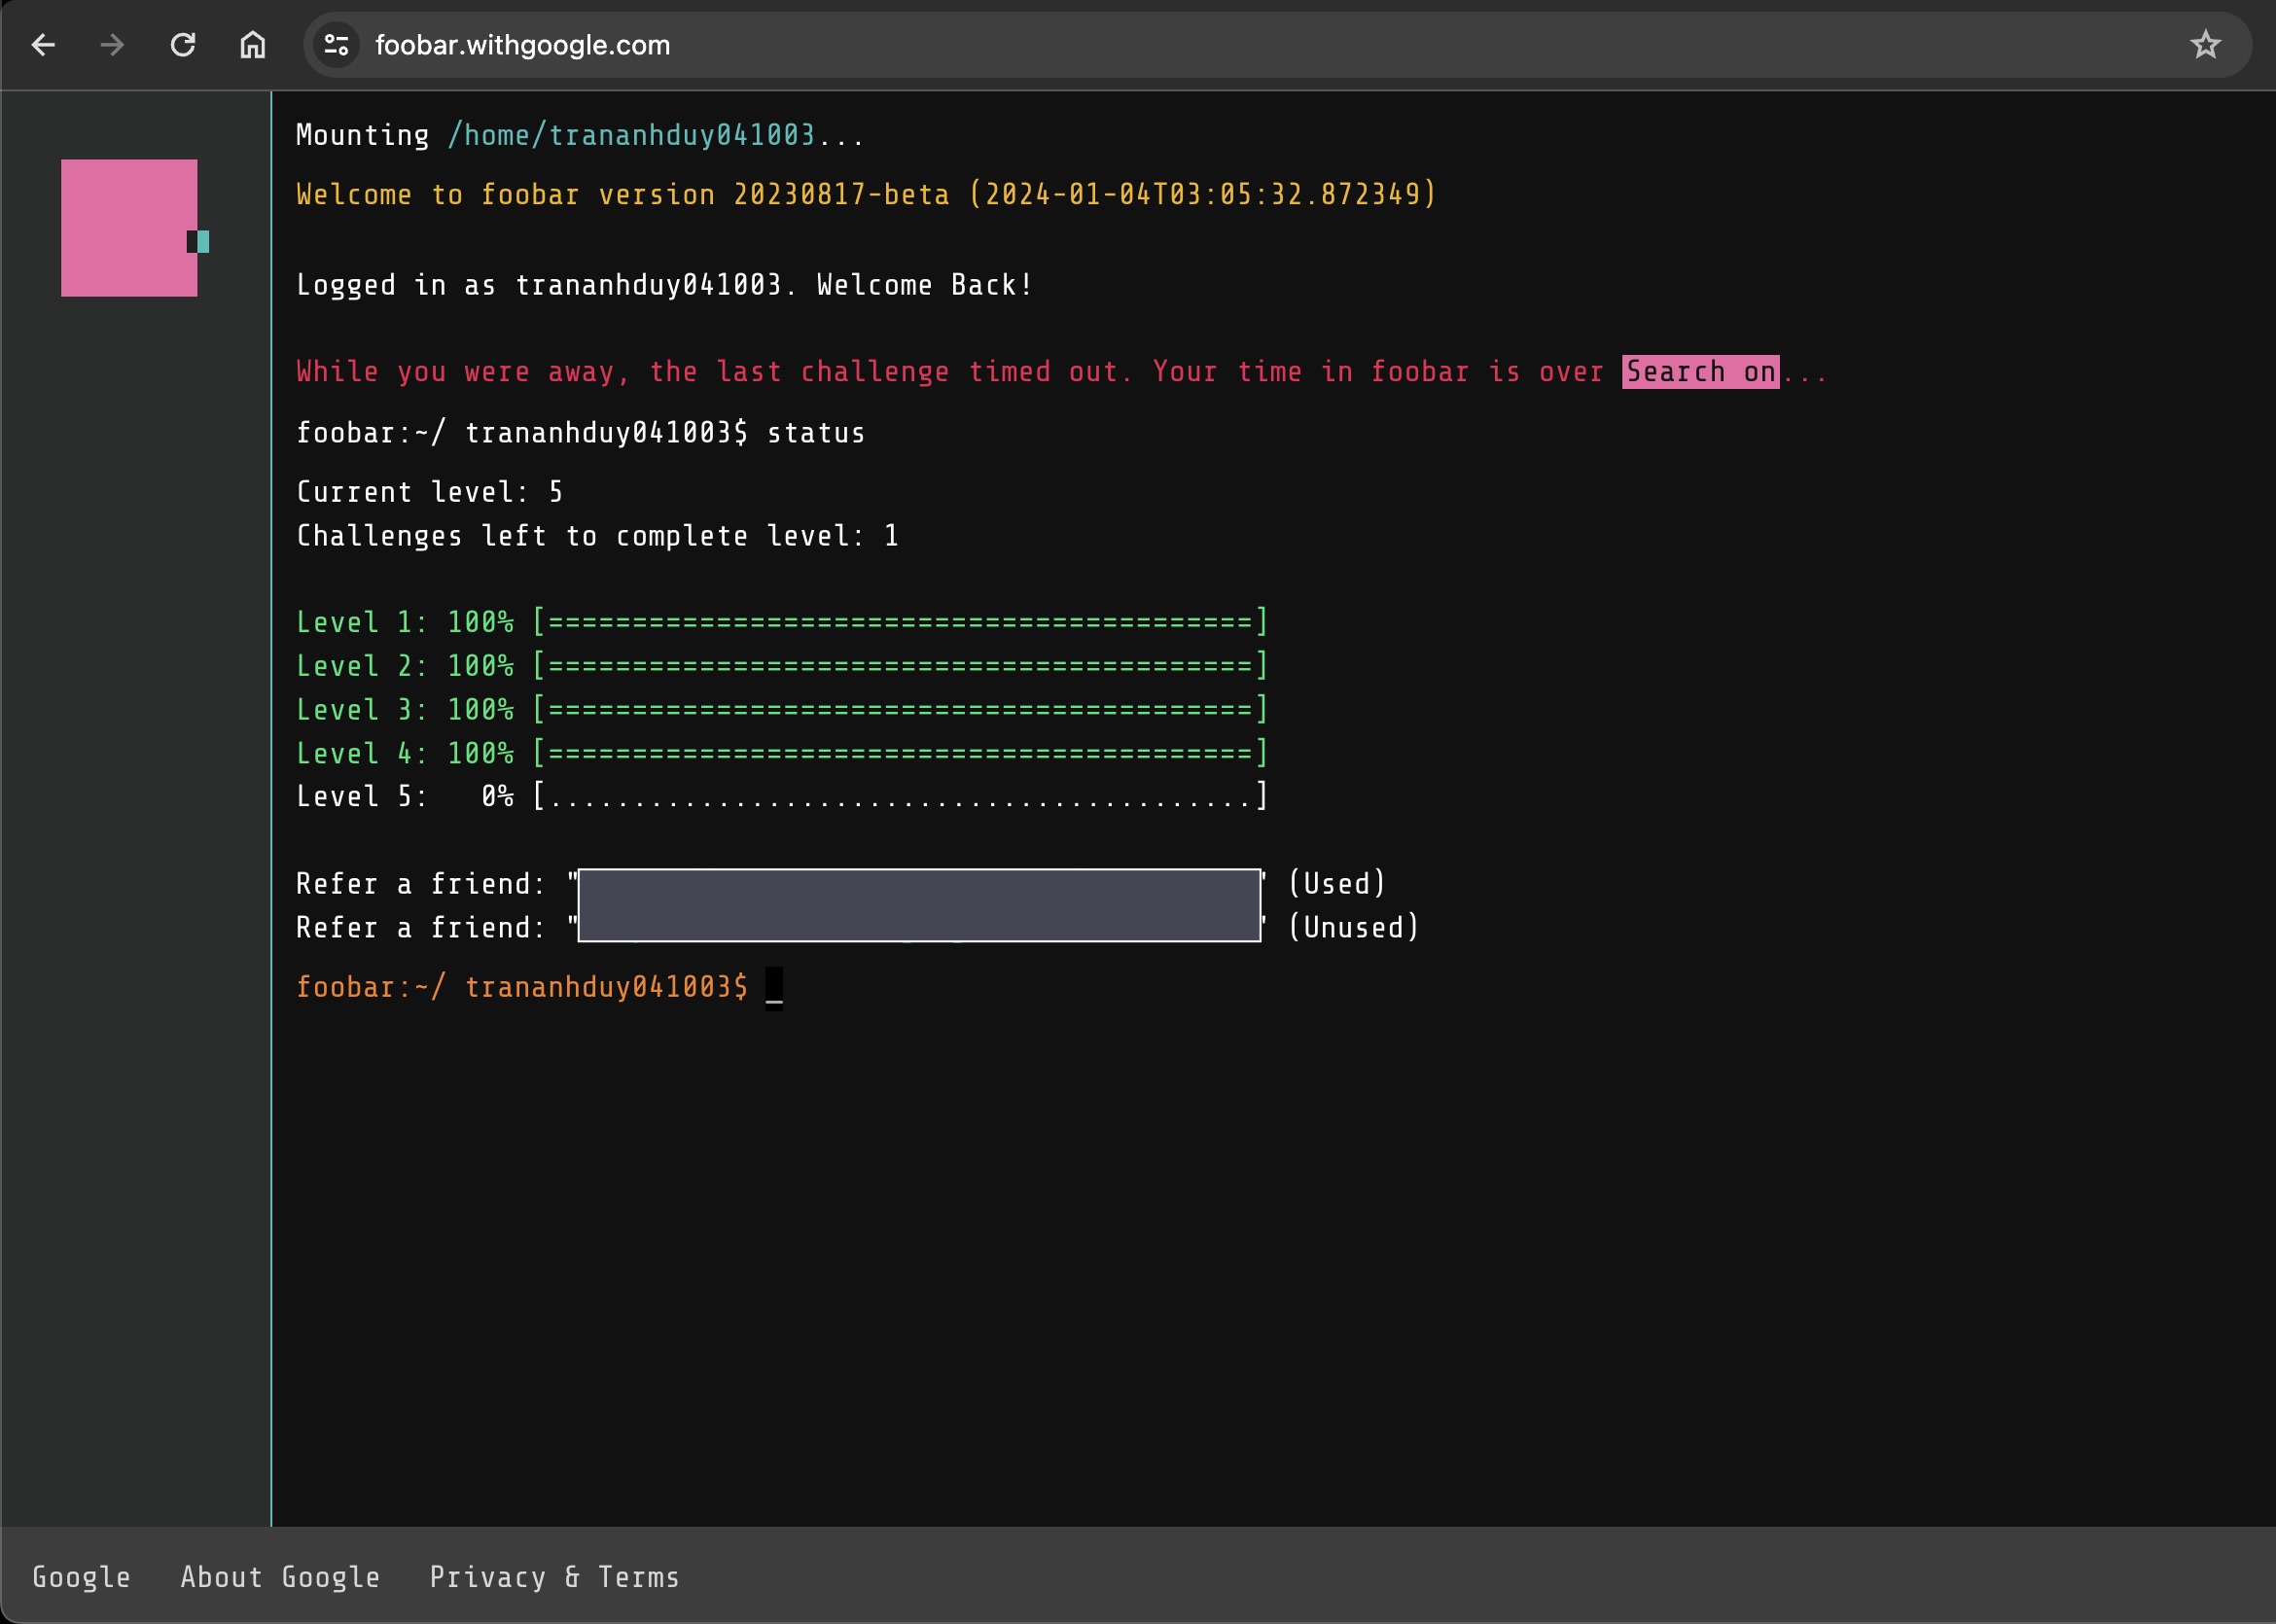 foobar.withgoogle.com
Mounting /home/trananhduy041003...
Welcome to foobar version 20230817-beta (2024-01-04T03:05:32.872349)
Logged in as trananhduy041003. Welcome Back!
While you were away, the last challenge timed out. Your time in foobar is over Search on...
foobar:~/ trananhduy041003$ status
Current level: 5
Challenges left to complete level: 1
Level 1: 100% [==========================================]
Level 2: 100% [==========================================]
Level 3: 100% [==========================================]
Level 4: 100% [==========================================]
Level 5:   0% [..........................................]
Refer a friend: " (Used)
Refer a friend: " (Unused)
foobar:~/ trananhduy041003$ _
Google About Google Privacy & Terms